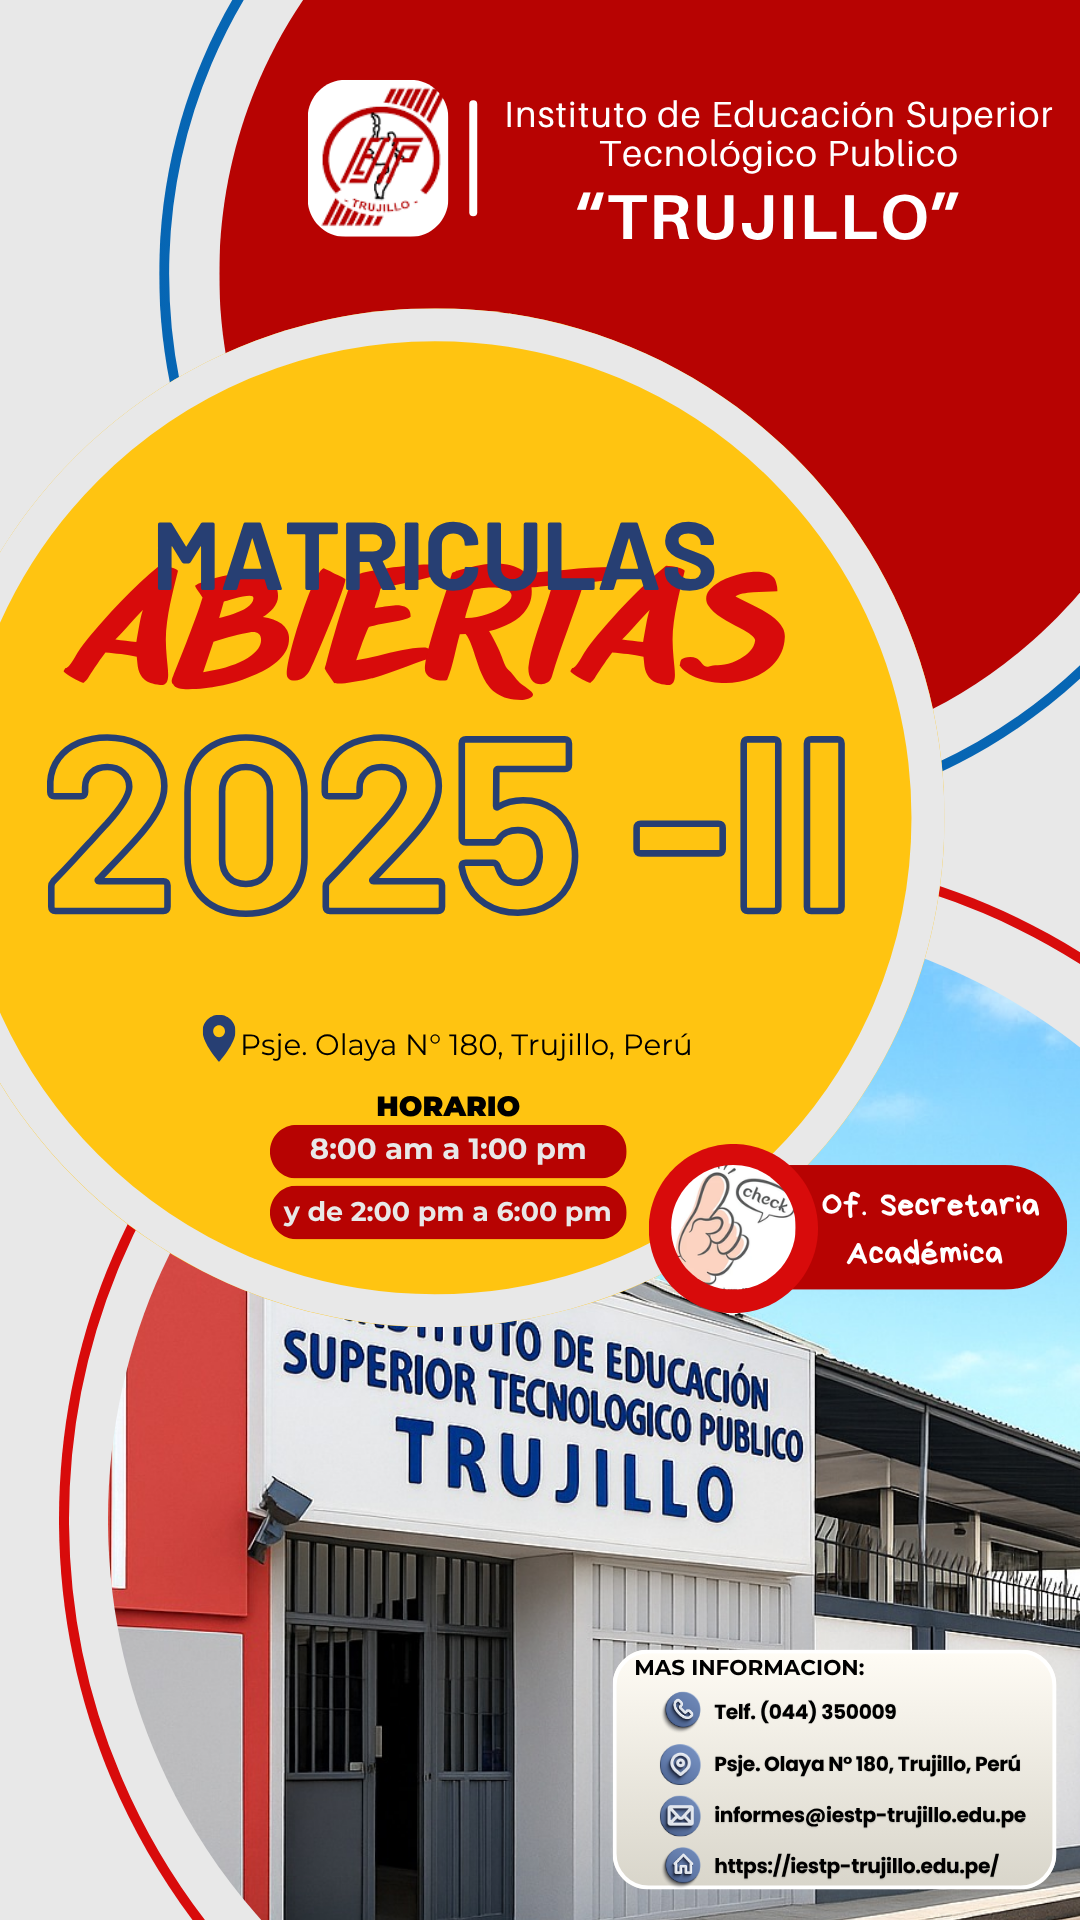 TRUJILLO
Instituto de Educación Superior
Tecnológico Publico
“TRUJILLO”
MATRICULAS
ABIERTAS
2025 -II
Psje. Olaya N° 180, Trujillo, Perú
HORARIO
8:00 am a 1:00 pm
y de 2:00 pm a 6:00 pm
check
Of. Secretaria
Académica
DE EDUCACIÓN
SUPERIOR TECNOLOGICO PUBLICO
TRUJILLO
MAS INFORMACION:
Telf. (044) 350009
Psje. Olaya N° 180, Trujillo, Perú
informes@iestp-trujillo.edu.pe
https://iestp-trujillo.edu.pe/